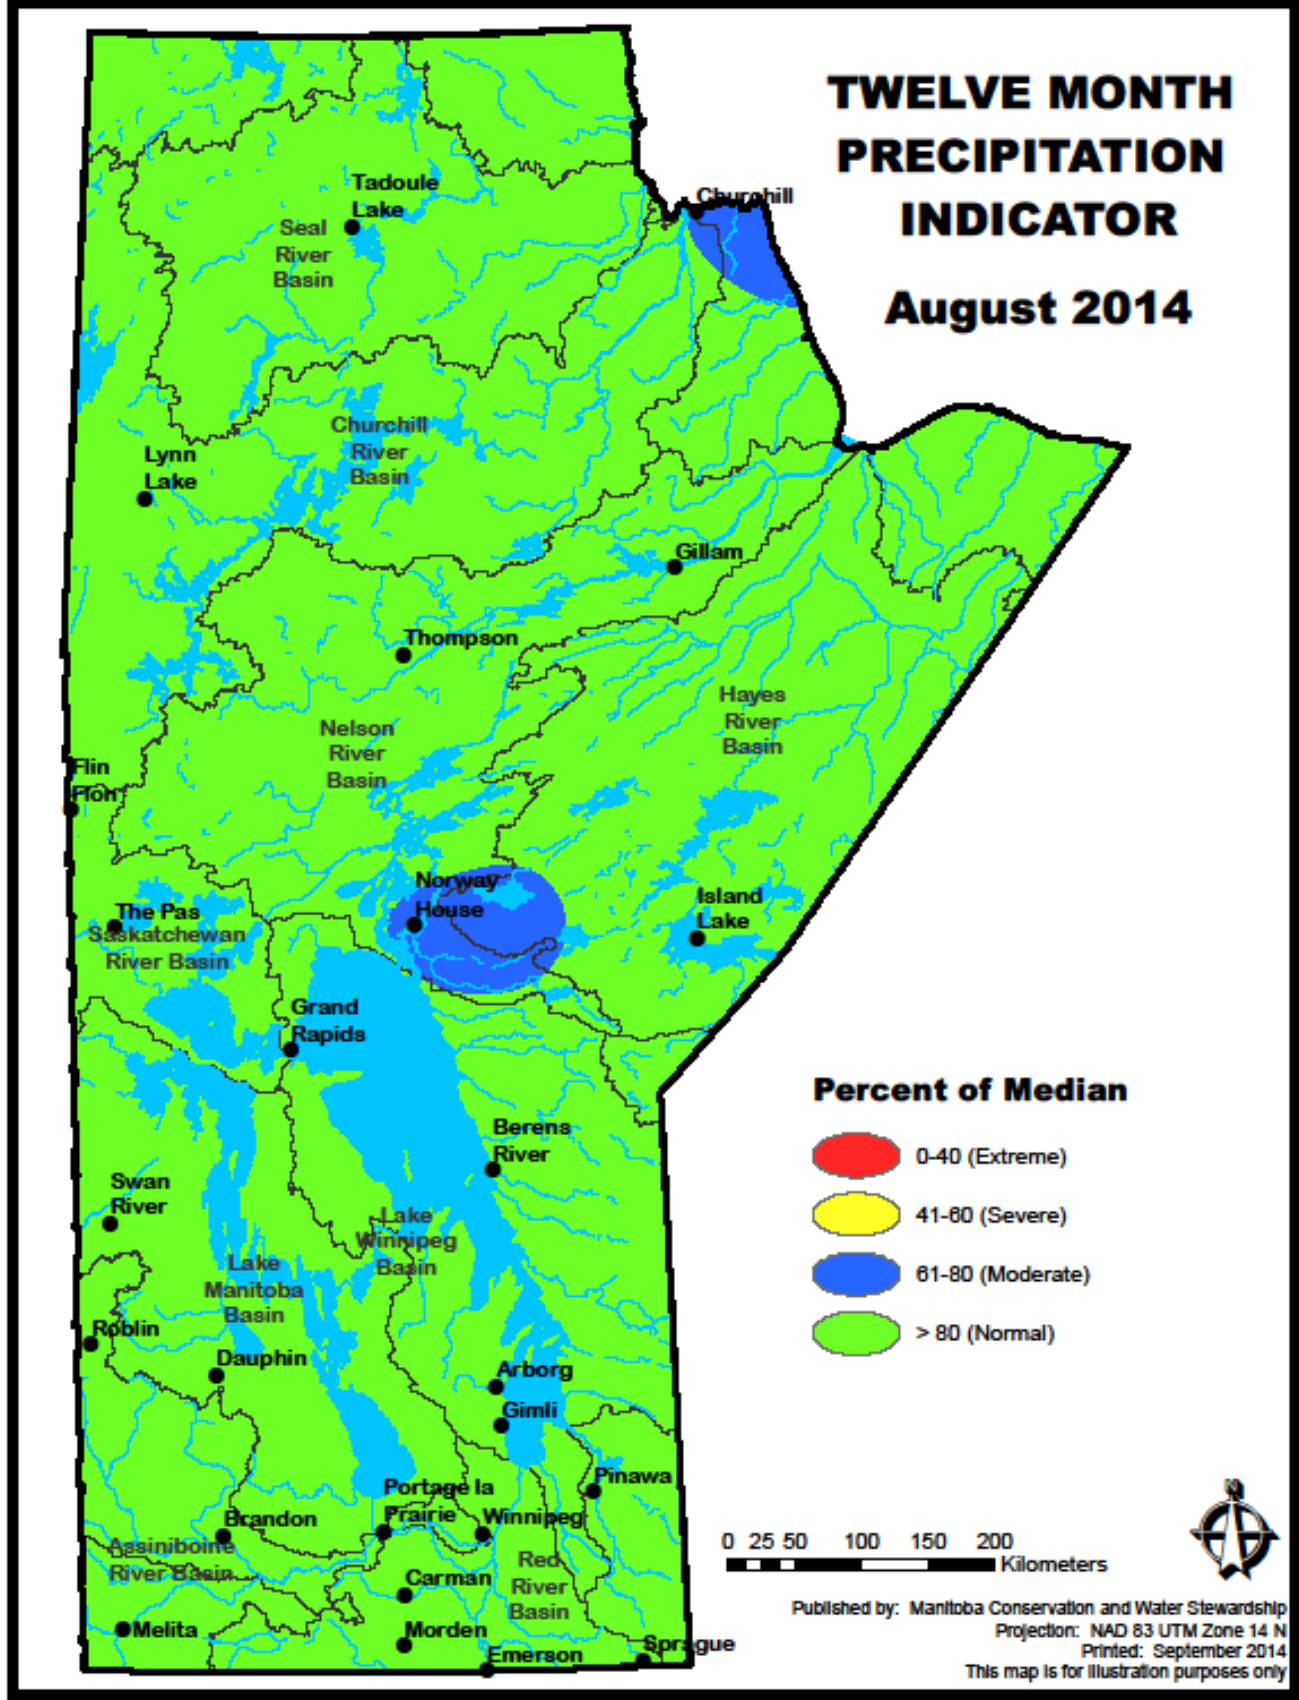 TWELVE MONTH
PRECIPITATION
INDICATOR
August 2014
Churchill
Tadoule
Lake
Seal
River
Basin
Churchill
River
Basin
Lynn
Lake
Gillam
Thompson
Hayes
River
Basin
Nelson
River
Basin
Flin
Flon
Norway
House
Island
Lake
The Pas
Saskatchewan
River Basin
Grand
Rapids
Berens
River
Swan
River
Lake
Winnipeg
Basin
Lake
Manitoba
Basin
Roblin
Dauphin
Arborg
Gimli
Pinawa
Portage la
Prairie
Winnipeg
Brandon
Assiniboine
River Basin
Red
River
Basin
Carman
Melita
Morden
Emerson
Sprague
Percent of Median
0-40 (Extreme)
41-60 (Severe)
61-80 (Moderate)
> 80 (Normal)
N
0 25 50 100 150 200
Kilometers
Published by: Manitoba Conservation and Water Stewardship
Projection: NAD 83 UTM Zone 14 N
Printed: September 2014
This map is for illustration purposes only